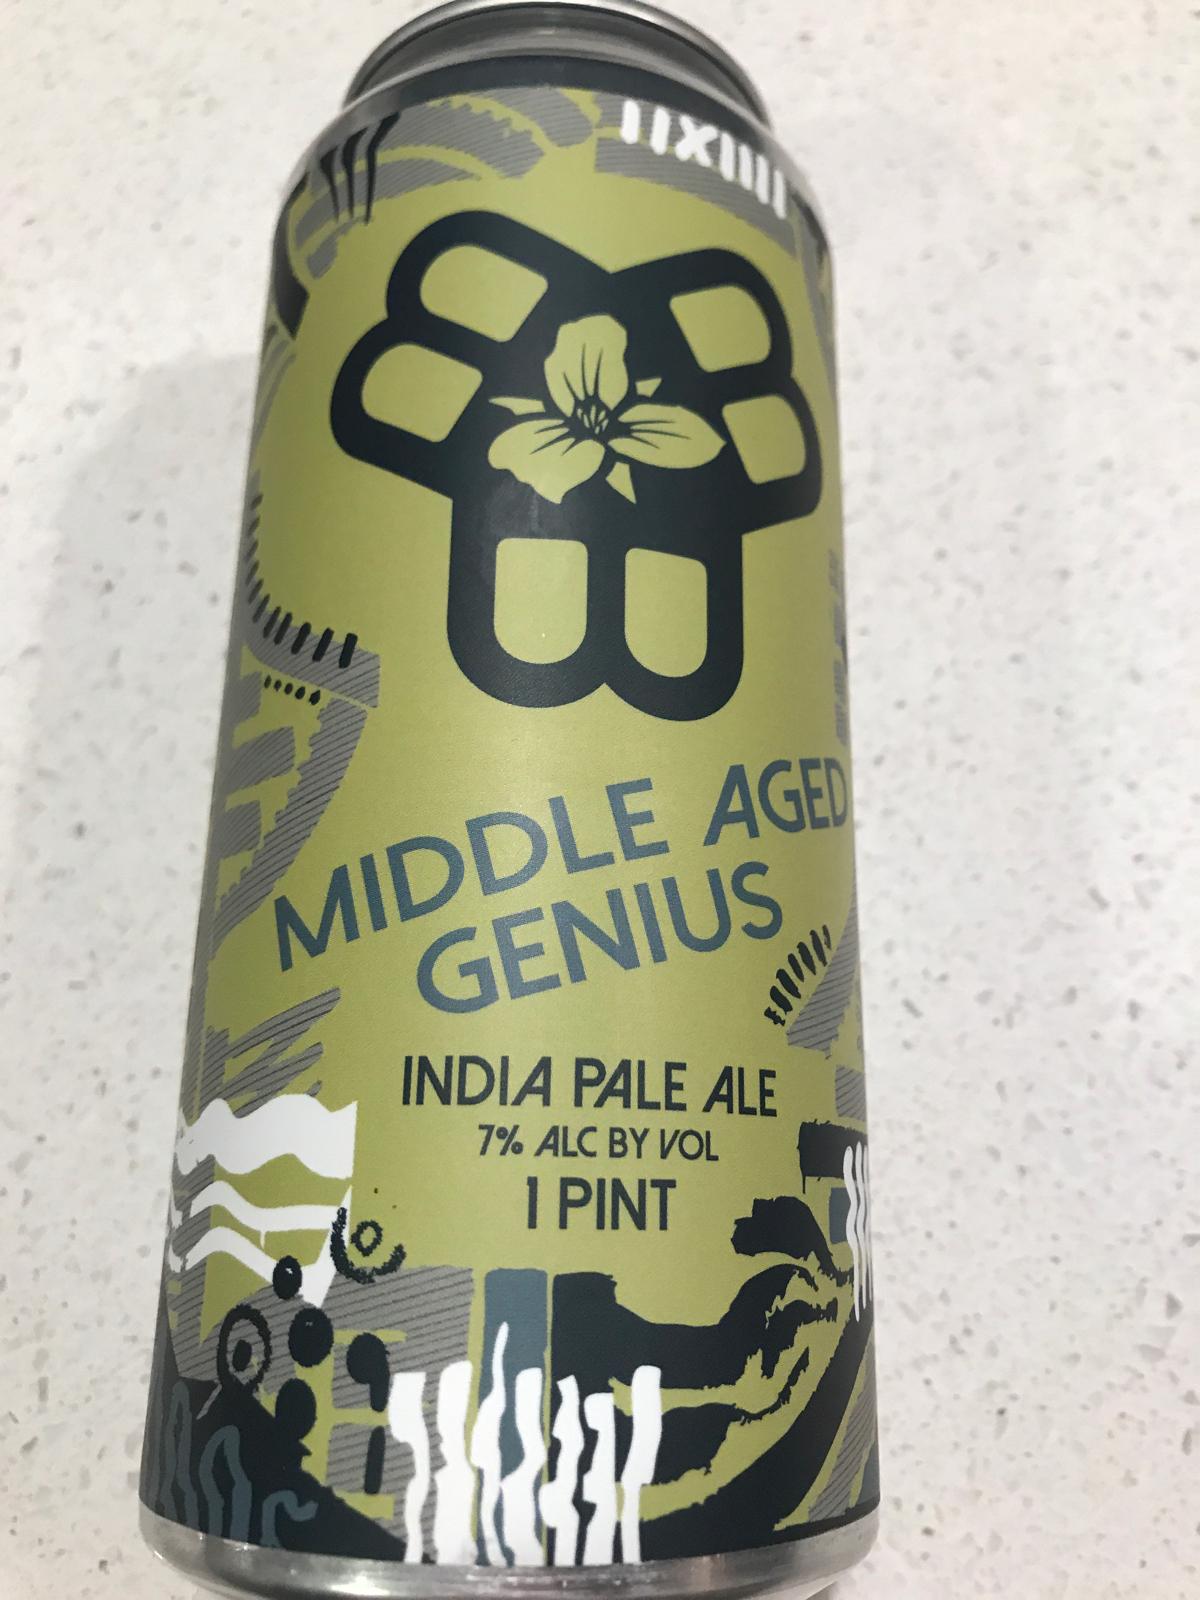 MIDDLE AGED
GENIUS
INDIA PALE ALE
7% ALC BY VOL
1 PINT